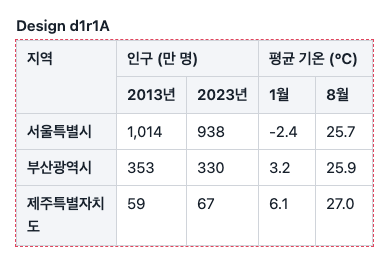 Design d1r1A
지역 인구 (만 명) 평균 기온 (℃)
2013년 2023년 1월 8월
서울특별시 1,014 938 -2.4 25.7
부산광역시 353 330 3.2 25.9
제주특별자치 59 67 6.1 27.0
도